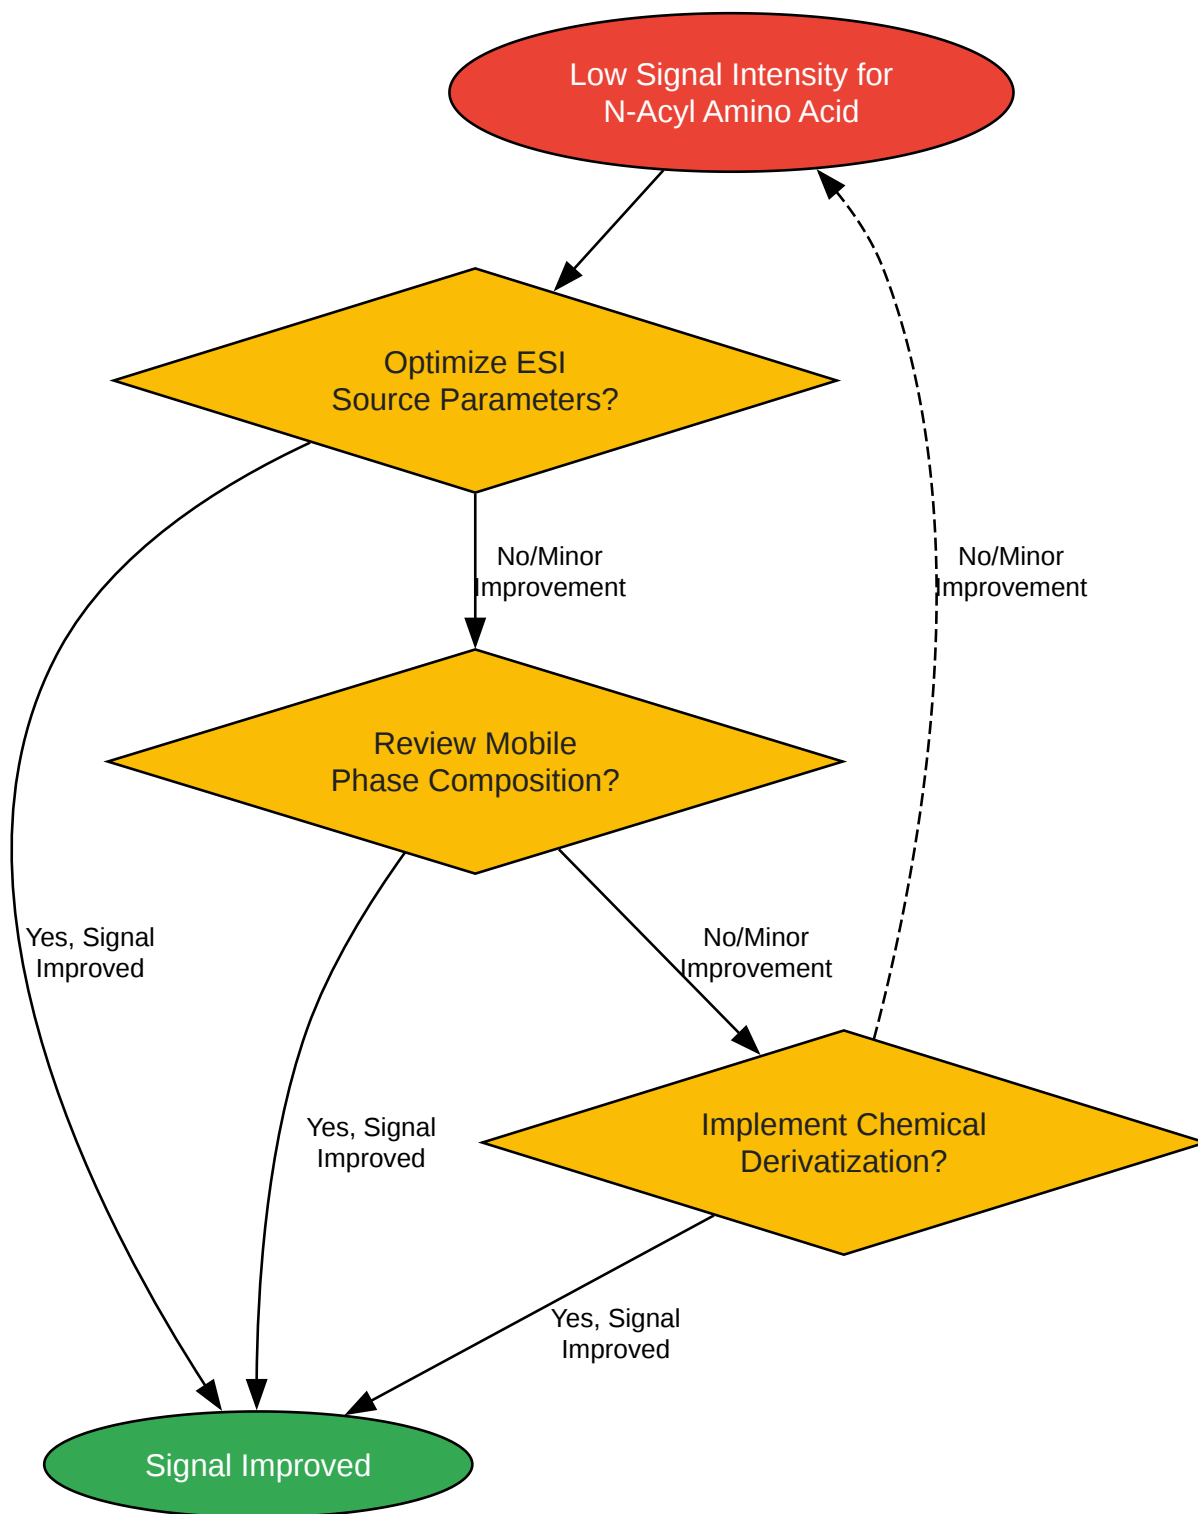 Low Signal Intensity for
N-Acyl Amino Acid
Optimize ESI
Source Parameters?
No/Minor
Improvement
No/Minor
Improvement
Review Mobile
Phase Composition?
Yes, Signal
Improved
No/Minor
Improvement
Yes, Signal
Improved
Implement Chemical
Derivatization?
Yes, Signal
Improved
Signal Improved